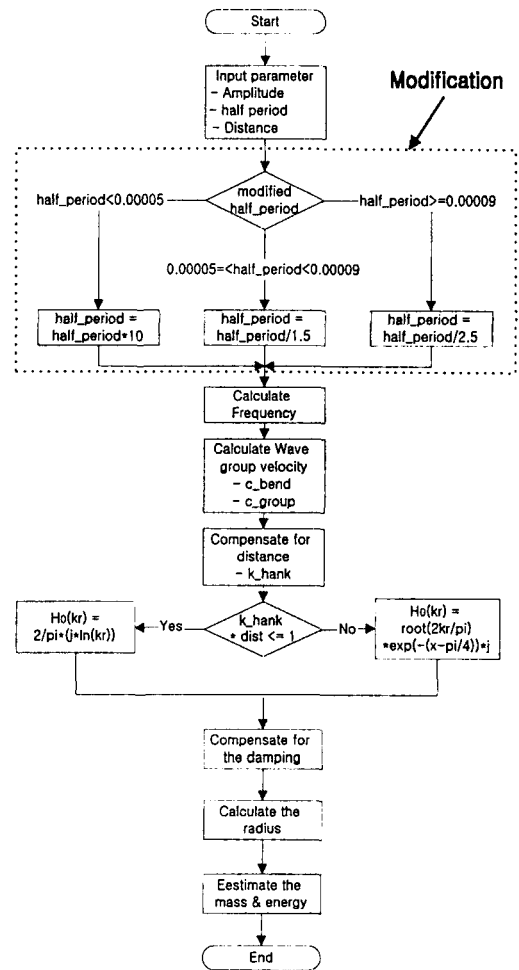 Start
Input parameter
- Amplitude
- half period
- Distance
Modification
modified
half_period
half_period<0.00005
half_period>=0.00009
0.00005=<half_period<0.00009
half_period =
half_period*10
half_period =
half_period/1.5
half_period =
half_period/2.5
Calculate
Frequency
Calculate Wave
group velocity
- c_bend
- c_group
Compensate for
distance
- k_hank
k_hank
* dist <= 1
Yes
No
H0(kr) =
2/pi*(j*ln(kr))
H0(kr) =
root(2kr/pi)
*exp(-(x-pi/4))*j
Compensate for
the damping
Calculate the
radius
Eestimate the
mass & energy
End